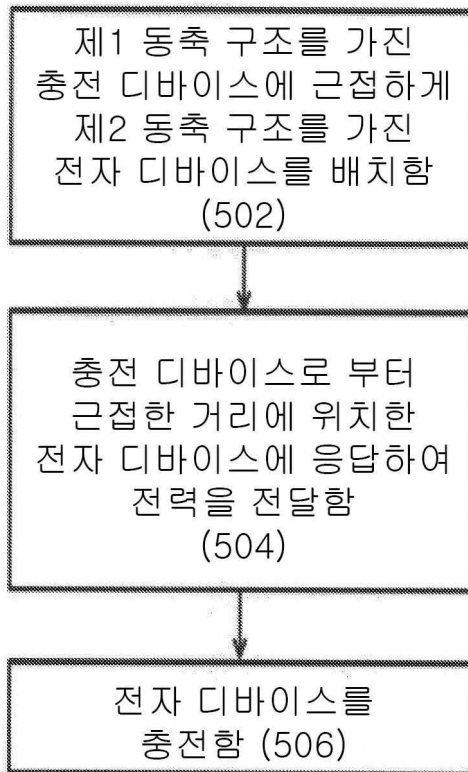 제1 동축 구조를 가진
충전 디바이스에 근접하게
제2 동축 구조를 가진
전자 디바이스를 배치함
(502)
충전 디바이스로 부터
근접한 거리에 위치한
전자 디바이스에 응답하여
전력을 전달함
(504)
전자 디바이스를
충전함 (506)